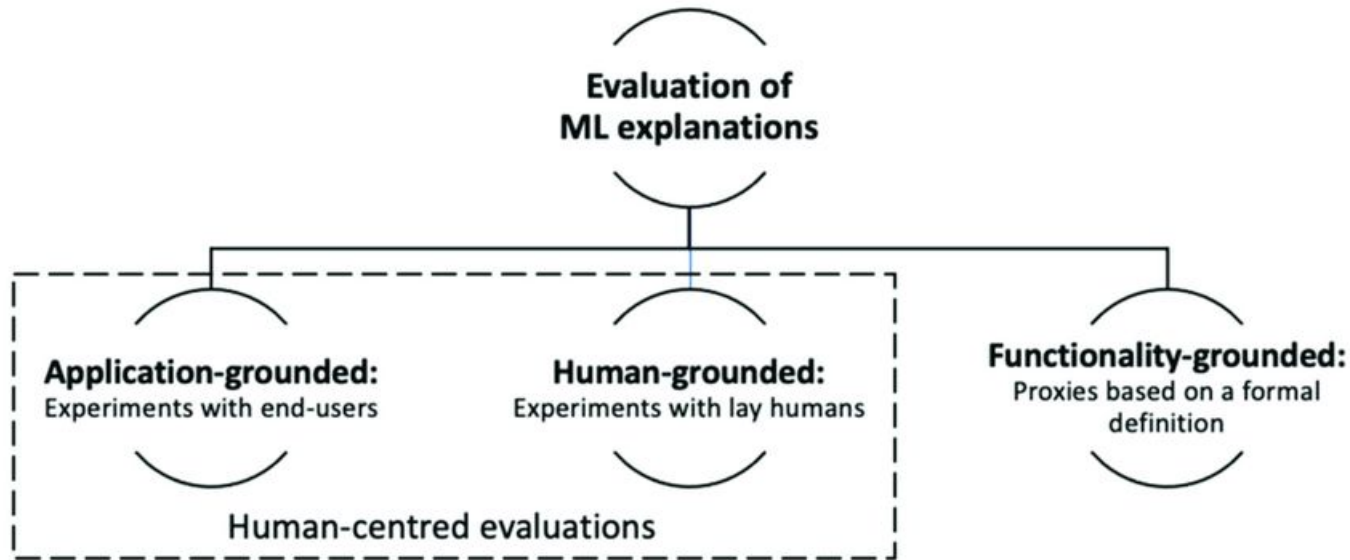 Evaluation of
ML explanations
Application-grounded:
Experiments with end-users
Human-grounded:
Experiments with lay humans
Functionality-grounded:
Proxies based on a formal
definition
Human-centred evaluations